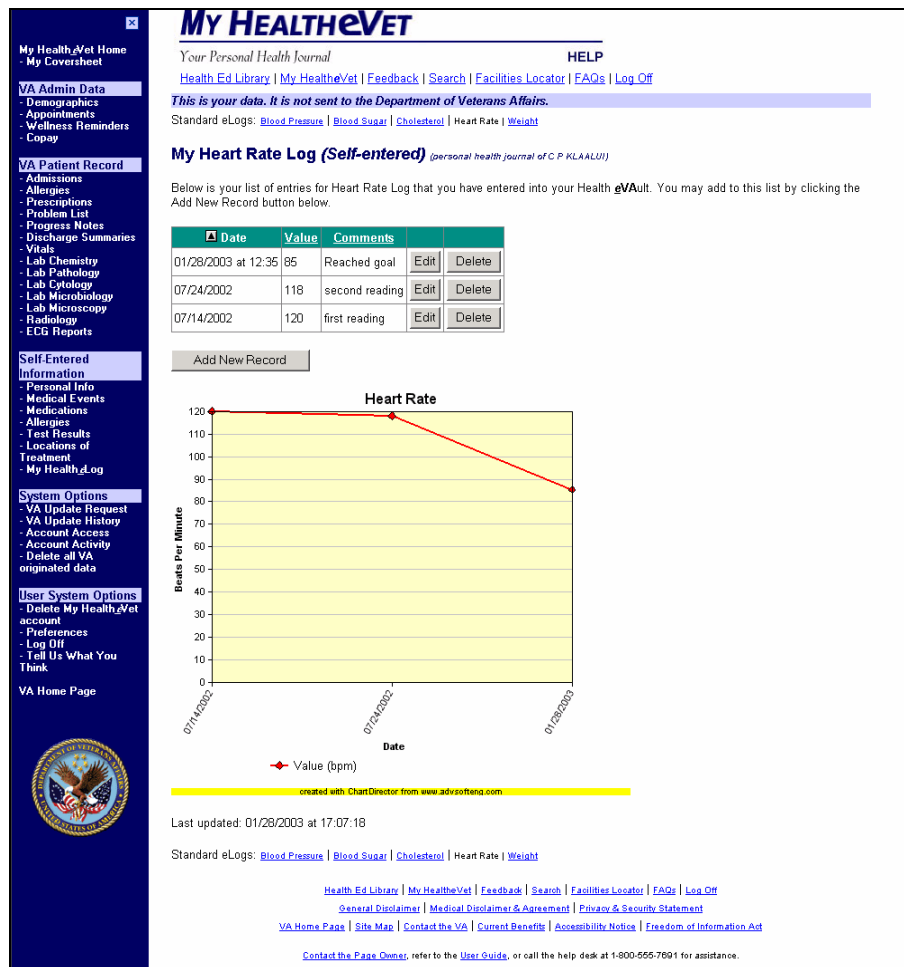 My HealtheVet Home
- My Coversheet
VA Admin Data
- Demographics
- Appointments
- Wellness Reminders
- Copay
VA Patient Record
- Admissions
- Allergies
- Prescriptions
- Problem List
- Progress Notes
- Discharge Summaries
- Vitals
- Lab Chemistry
- Lab Pathology
- Lab Cytology
- Lab Microbiology
- Lab Microscopy
- Radiology
- ECG Reports
Self-Entered
Information
- Personal Info
- Medical Events
- Medications
- Allergies
- Test Results
- Locations of
Treatment
- My HealtheLog
System Options
- VA Update Request
- VA Update History
- Account Access
- Account Activity
- Delete all VA
originated data
User System Options
- Delete My HealtheVet
account
- Preferences
- Log Off
- Tell Us What You
Think
VA Home Page
DEPARTMENT OF VETERANS AFFAIRS
UNITED STATES OF AMERICA
MY HEALTHeVET
Your Personal Health Journal HELP
Health Ed Library | My HealtheVet | Feedback | Search | Facilities Locator | FAQs | Log Off
This is your data. It is not sent to the Department of Veterans Affairs.
Standard eLogs: Blood Pressure | Blood Sugar | Cholesterol | Heart Rate | Weight
My Heart Rate Log (Self-entered) (personal health journal of C P KLAALUI)
Below is your list of entries for Heart Rate Log that you have entered into your Health eVAult. You may add to this list by clicking the
Add New Record button below.
Date Value Comments
01/28/2003 at 12:35 85 Reached goal Edit Delete
07/24/2002 118 second reading Edit Delete
07/14/2002 120 first reading Edit Delete
Add New Record
Heart Rate
120
110
100
90
80
70
60
50
40
30
20
10
0
Beats Per Minute
07/14/2002 07/24/2002 01/28/2003
Date
Value (bpm)
created with ChartDirector from www.advsofteng.com
Last updated: 01/28/2003 at 17:07:18
Standard eLogs: Blood Pressure | Blood Sugar | Cholesterol | Heart Rate | Weight
Health Ed Library | My HealtheVet | Feedback | Search | Facilities Locator | FAQs | Log Off
General Disclaimer | Medical Disclaimer & Agreement | Privacy & Security Statement
VA Home Page | Site Map | Contact the VA | Current Benefits | Accessibility Notice | Freedom of Information Act
Contact the Page Owner, refer to the User Guide, or call the help desk at 1-800-555-7691 for assistance.